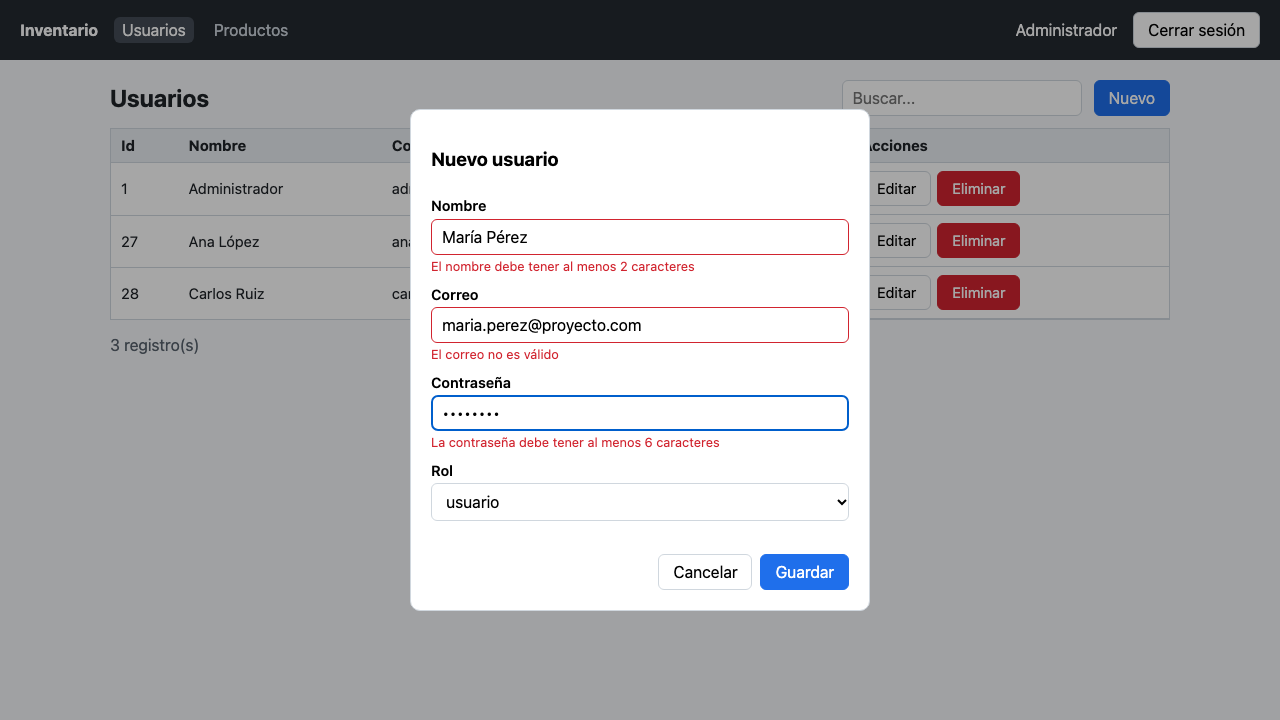 Inventario Usuarios Productos Administrador Cerrar sesión
Usuarios Buscar... Nuevo
Id Nombre Acciones
1 Administrador Editar Eliminar
27 Ana López Editar Eliminar
28 Carlos Ruiz Editar Eliminar
3 registro(s)
Nuevo usuario
Nombre
María Pérez
El nombre debe tener al menos 2 caracteres
Correo
maria.perez@proyecto.com
El correo no es válido
Contraseña
••••••••
La contraseña debe tener al menos 6 caracteres
Rol
usuario
Cancelar Guardar